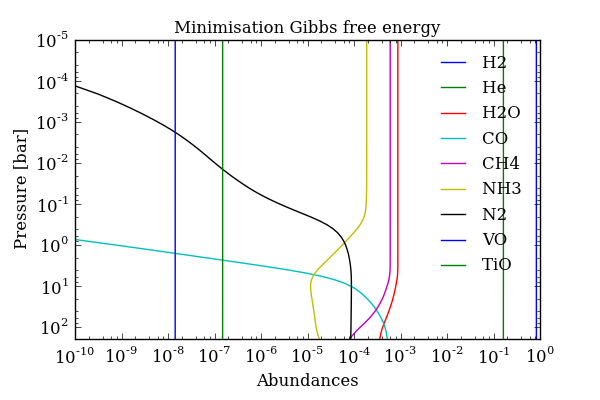 Minimisation Gibbs free energy
10^-5
10^-4
10^-3
10^-2
10^-1
10^0
10^1
10^2
Pressure [bar]
H2
He
H2O
CO
CH4
NH3
N2
VO
TiO
10^-10 10^-9 10^-8 10^-7 10^-6 10^-5 10^-4 10^-3 10^-2 10^-1 10^0
Abundances